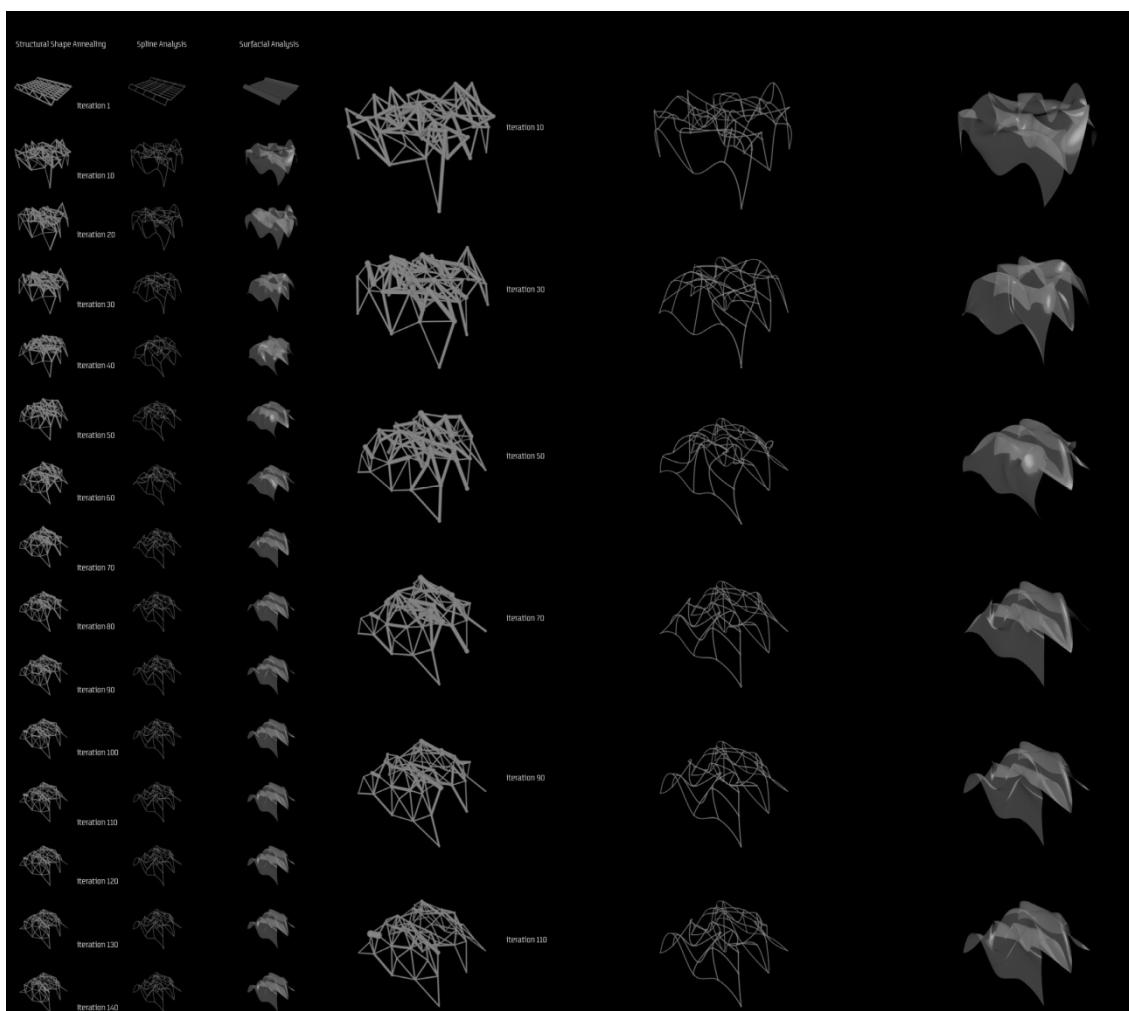 Structural Shape Annealing
Spline Analysis
Surfacial Analysis
Iteration 1
Iteration 10
Iteration 20
Iteration 30
Iteration 40
Iteration 50
Iteration 60
Iteration 70
Iteration 80
Iteration 90
Iteration 100
Iteration 110
Iteration 120
Iteration 130
Iteration 140
Iteration 10
Iteration 30
Iteration 50
Iteration 70
Iteration 90
Iteration 110